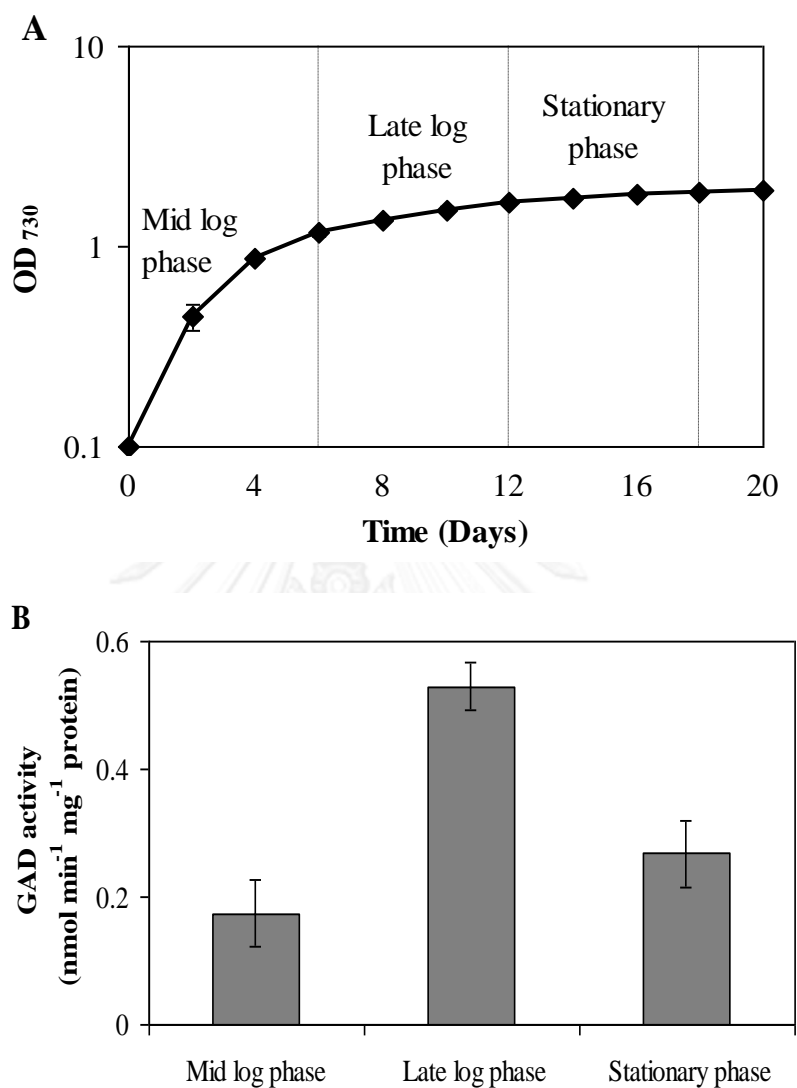 A
10
Stationary
phase
Late log
phase
Mid log
phase
1
0.1
OD 730
0 4 8 12 16 20
Time (Days)
B
0.6
0.4
0.2
0
GAD activity
(nmol min-1 mg-1 protein)
Mid log phase Late log phase Stationary phase